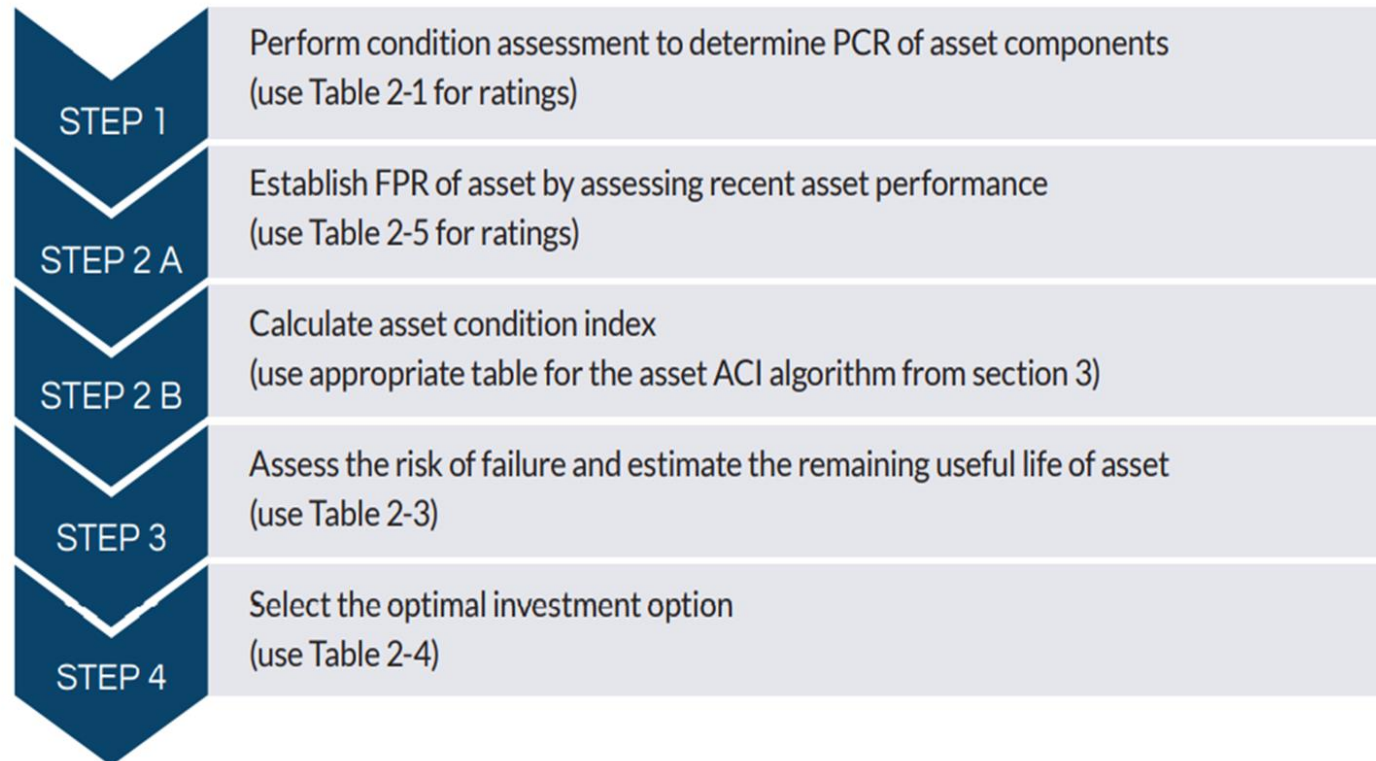 STEP 1
Perform condition assessment to determine PCR of asset components
(use Table 2-1 for ratings)
STEP 2 A
Establish FPR of asset by assessing recent asset performance
(use Table 2-5 for ratings)
STEP 2 B
Calculate asset condition index
(use appropriate table for the asset ACI algorithm from section 3)
STEP 3
Assess the risk of failure and estimate the remaining useful life of asset
(use Table 2-3)
STEP 4
Select the optimal investment option
(use Table 2-4)